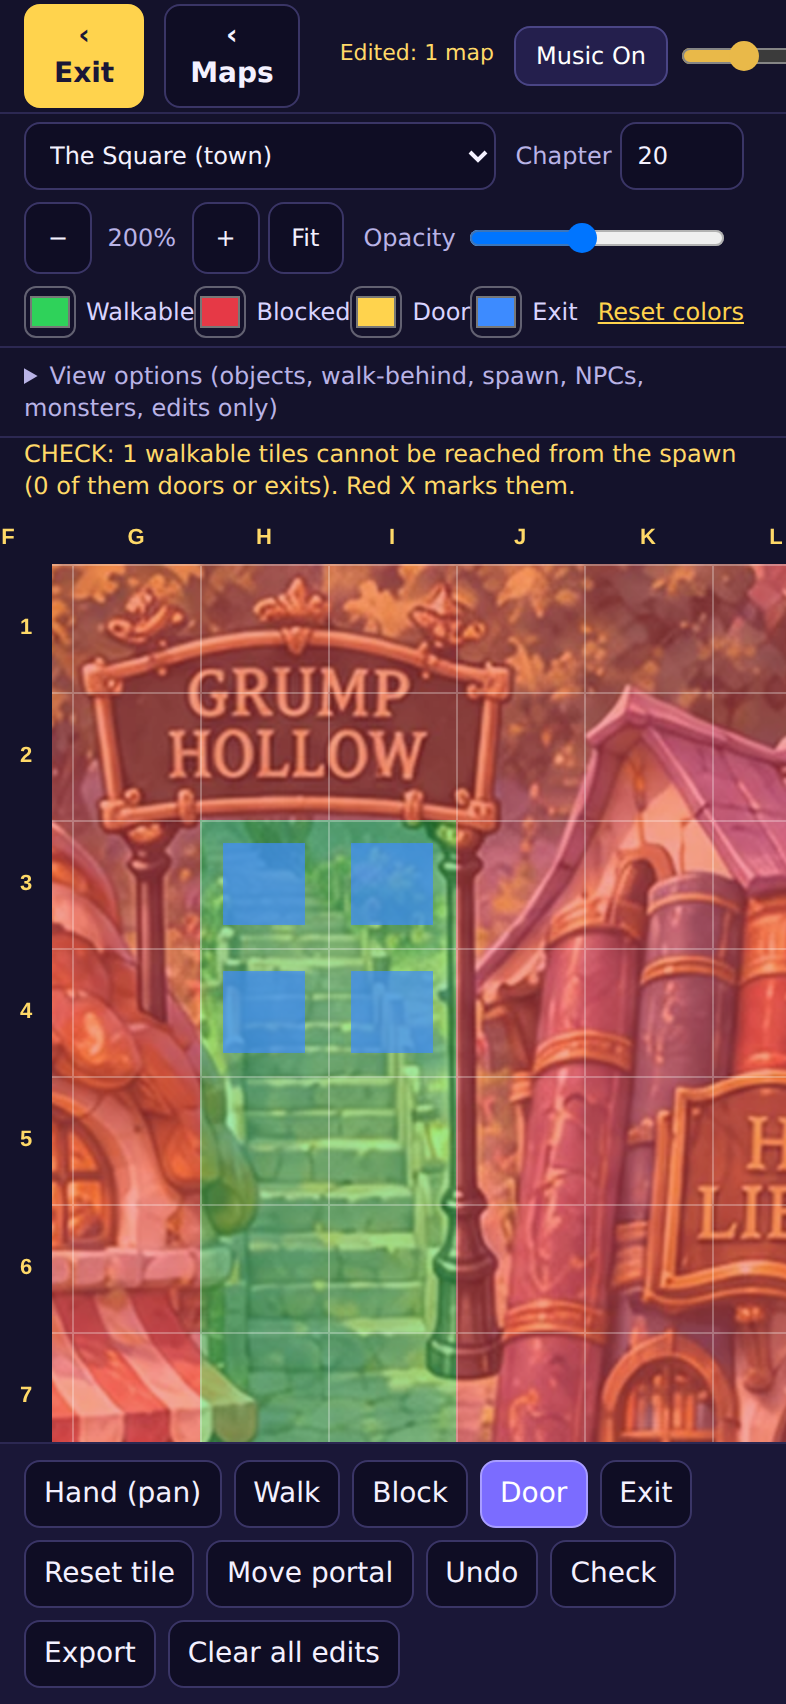 ‹ ‹
Exit Maps Edited: 1 map Music On
The Square (town) Chapter 20
− 200% + Fit Opacity
Walkable Blocked Door Exit Reset colors
▶ View options (objects, walk-behind, spawn, NPCs,
monsters, edits only)
CHECK: 1 walkable tiles cannot be reached from the spawn
(0 of them doors or exits). Red X marks them.
F G H I J K L
1
GRUMP
2
HOLLOW
3
4
5
H
LIB
6
7
Hand (pan) Walk Block Door Exit
Reset tile Move portal Undo Check
Export Clear all edits